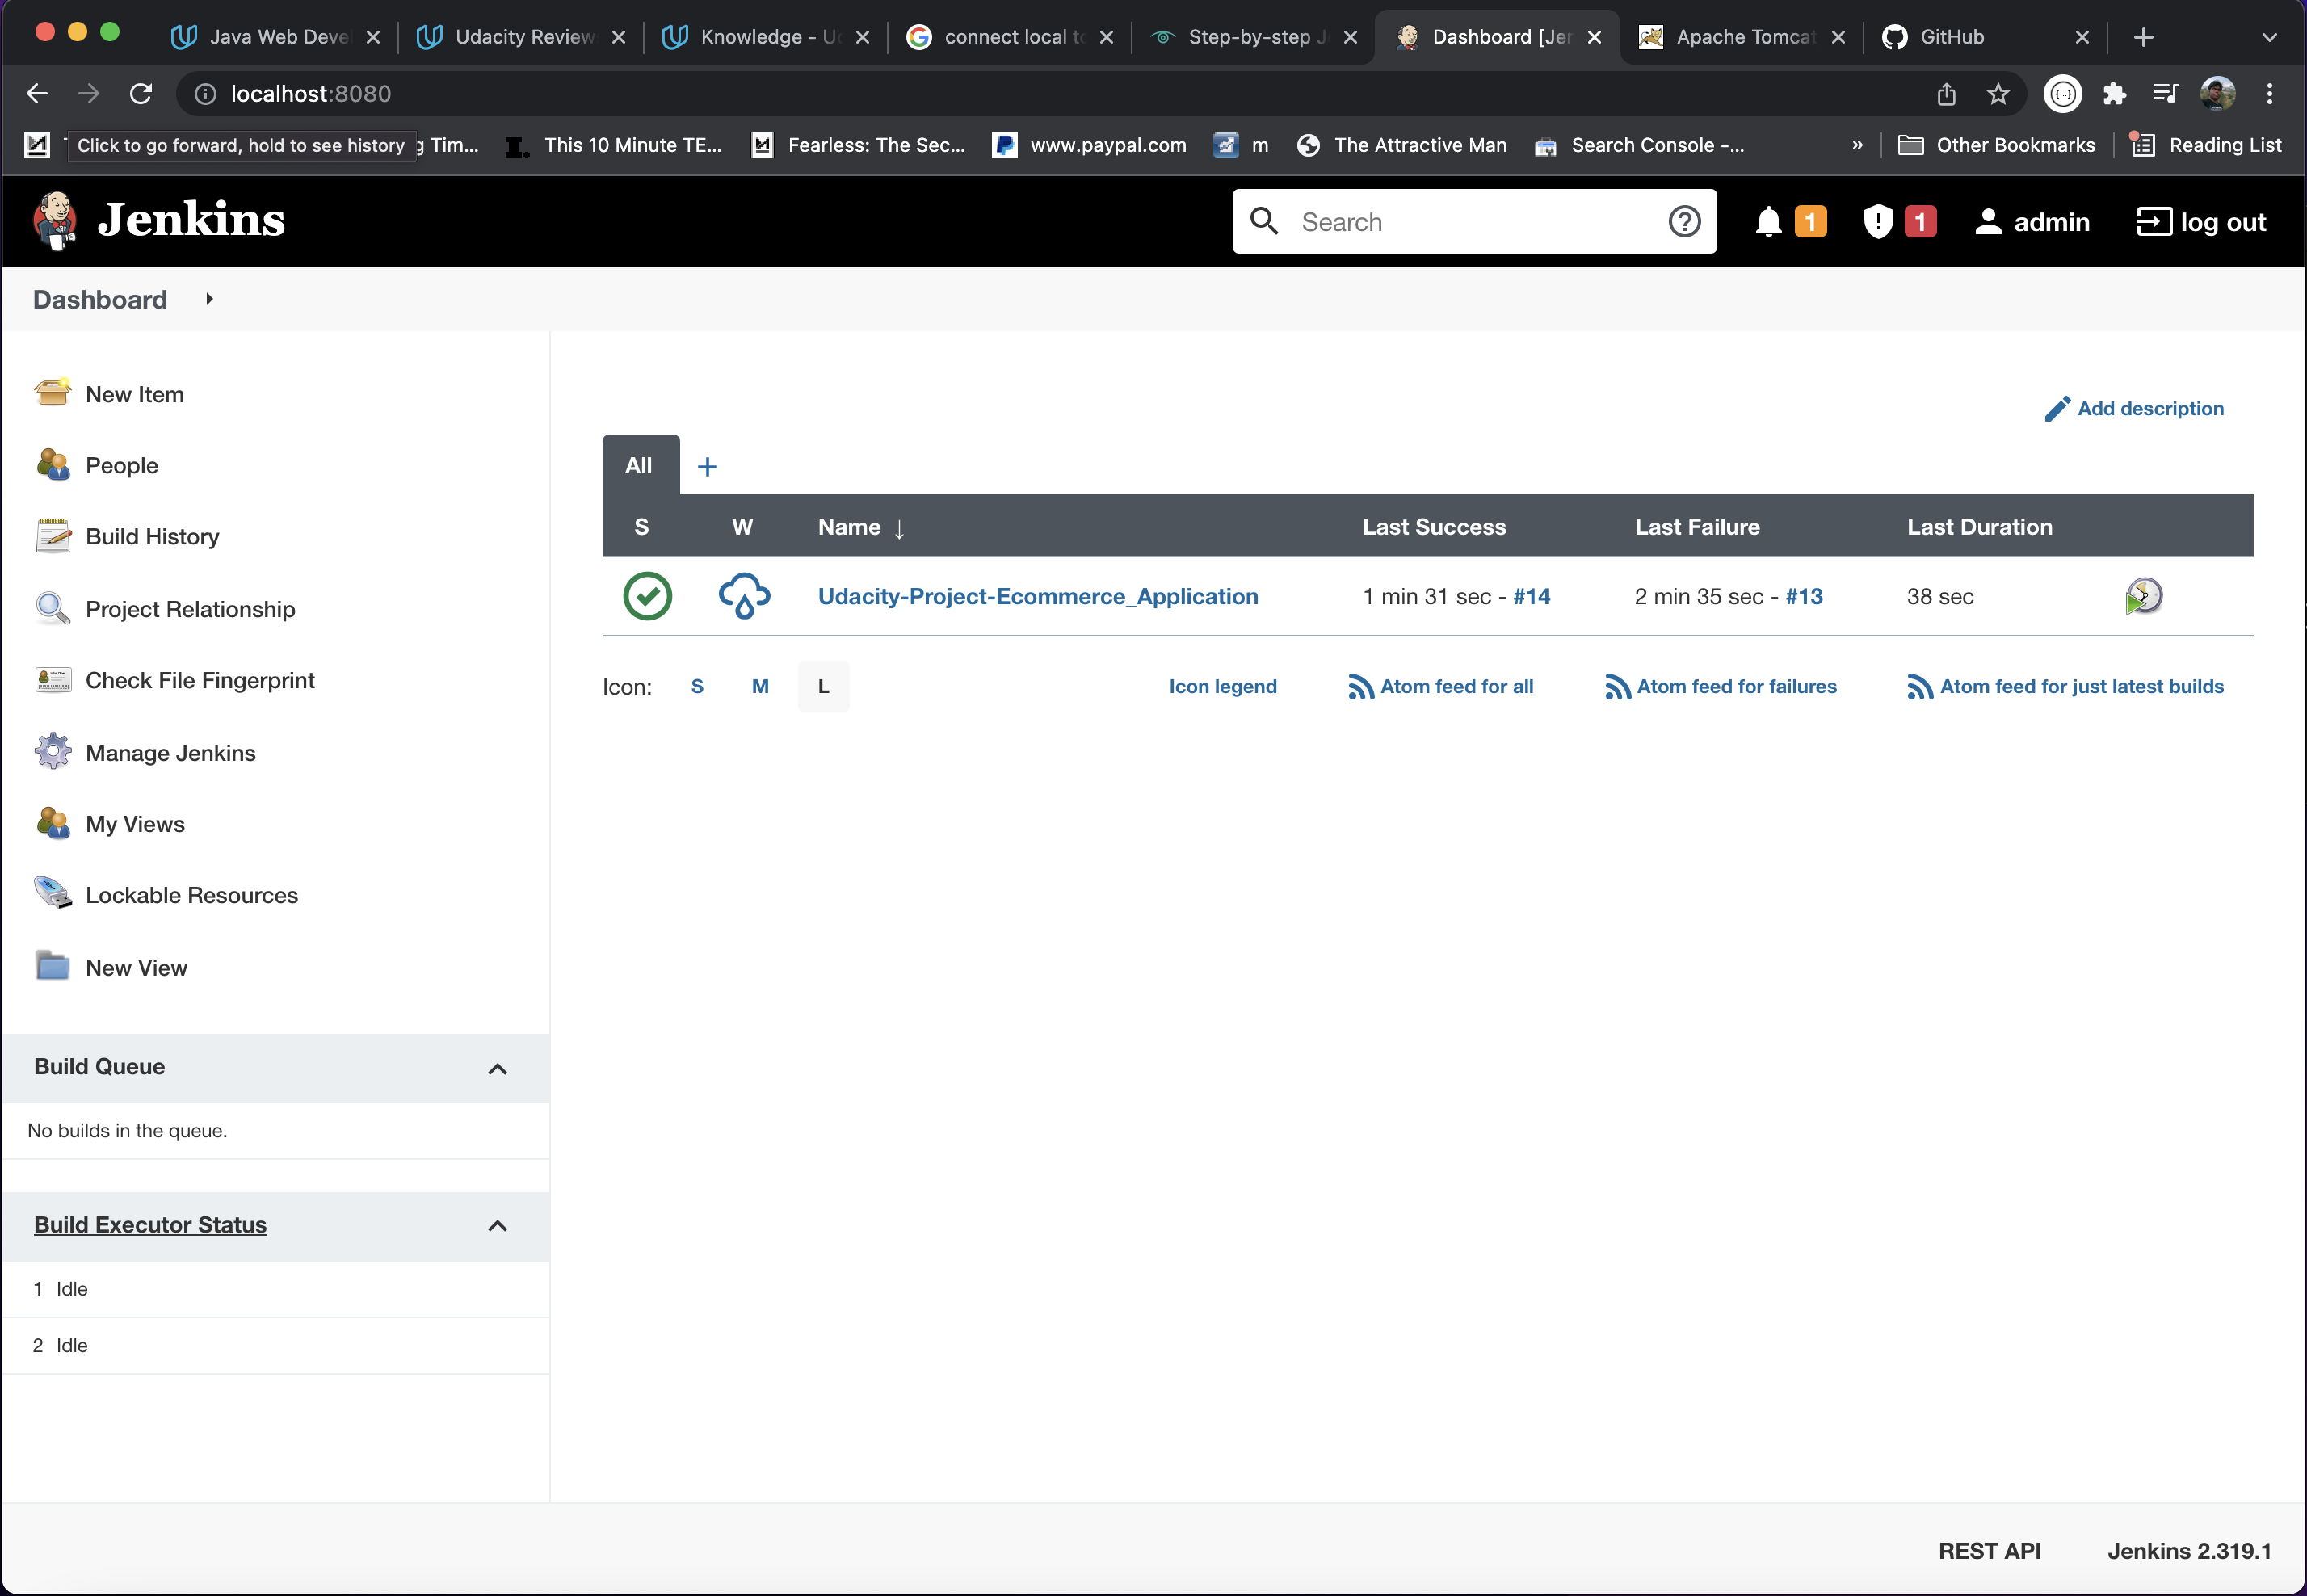 Java Web Deve
Udacity Review
Knowledge - U
connect local to
Step-by-step J
Dashboard [Jen
Apache Tomcat
GitHub
localhost:8080
Click to go forward, hold to see history
g Tim...
This 10 Minute TE...
Fearless: The Sec...
www.paypal.com
m
The Attractive Man
Search Console -...
»
Other Bookmarks
Reading List
Jenkins
Search
1
1
admin
log out
Dashboard
New Item
People
Build History
Project Relationship
Check File Fingerprint
Manage Jenkins
My Views
Lockable Resources
New View
Build Queue
No builds in the queue.
Build Executor Status
1 Idle
2 Idle
Add description
All +
S W Name ↓ Last Success Last Failure Last Duration
Udacity-Project-Ecommerce_Application 1 min 31 sec - #14 2 min 35 sec - #13 38 sec
Icon: S M L Icon legend Atom feed for all Atom feed for failures Atom feed for just latest builds
REST API Jenkins 2.319.1